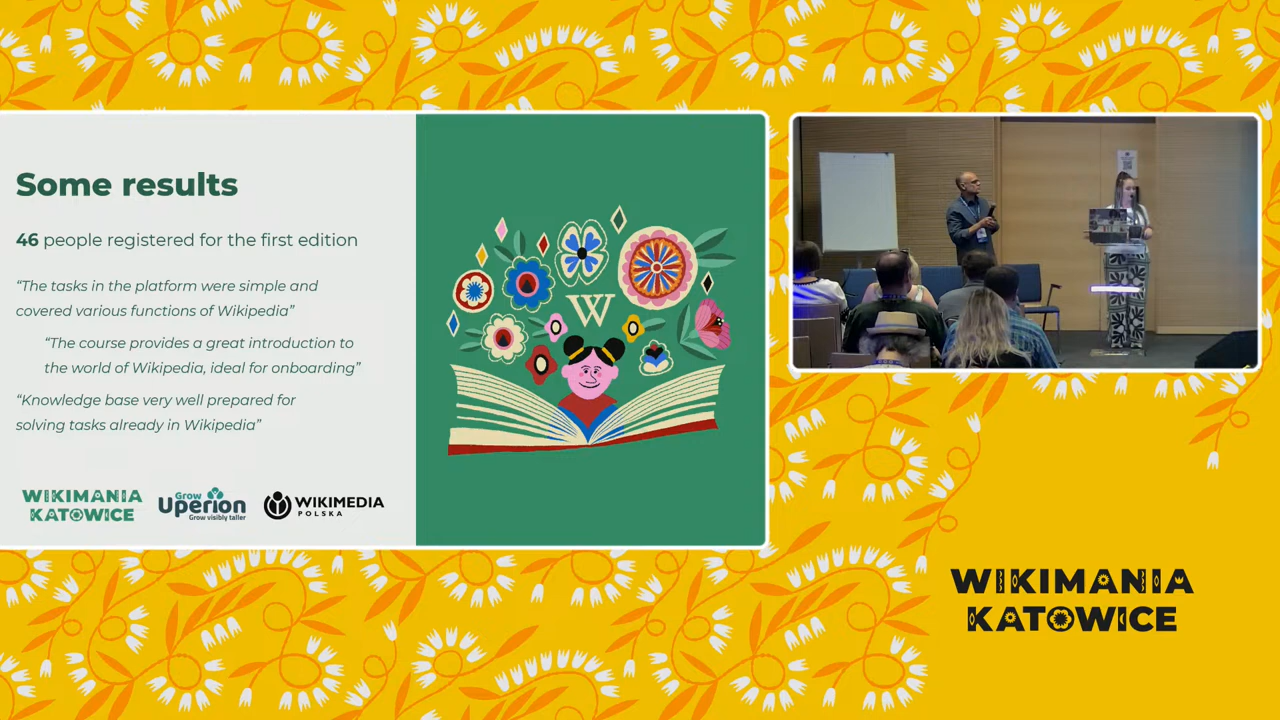 Some results
46 people registered for the first edition
“The tasks in the platform were simple and
covered various functions of Wikipedia”
“The course provides a great introduction to
the world of Wikipedia, ideal for onboarding”
“Knowledge base very well prepared for
solving tasks already in Wikipedia”
WIKIMANIA
KATOWICE
Grow
Uperion
Grow visibly taller
WIKIMEDIA
POLSKA
W
WIKIMANIA
KATOWICE